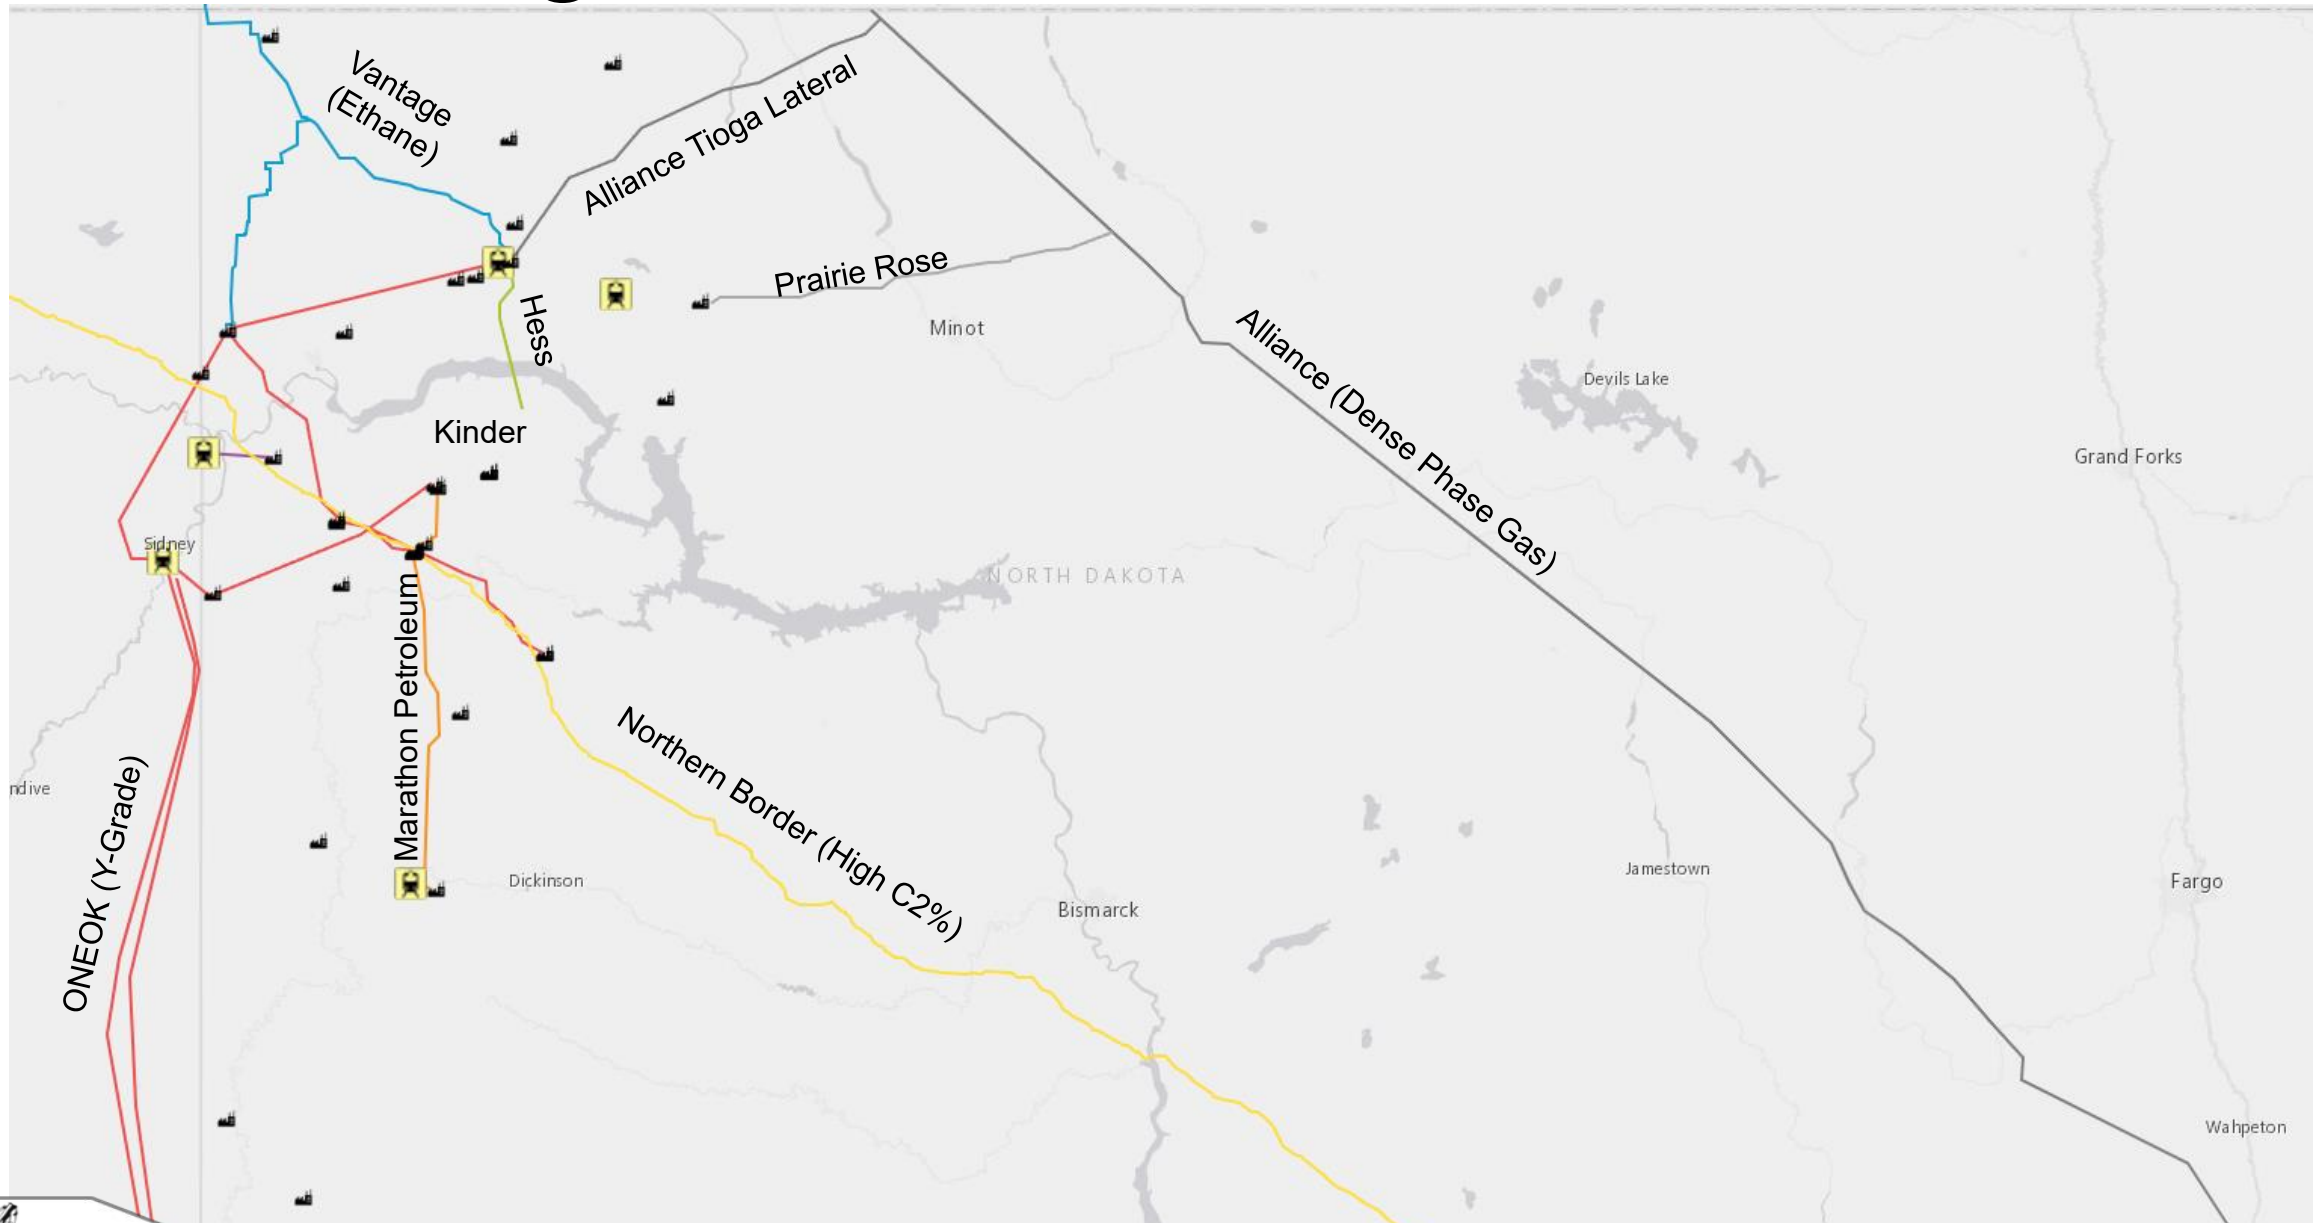 Vantage
(Ethane)
Alliance Tioga Lateral
Prairie Rose
Hess
Minot
Alliance (Dense Phase Gas)
Devils Lake
Kinder
Grand Forks
Sidney
NORTH DAKOTA
Marathon Petroleum
Northern Border (High C2%)
ndive
ONEOK (Y-Grade)
Dickinson
Jamestown
Fargo
Bismarck
Wahpeton